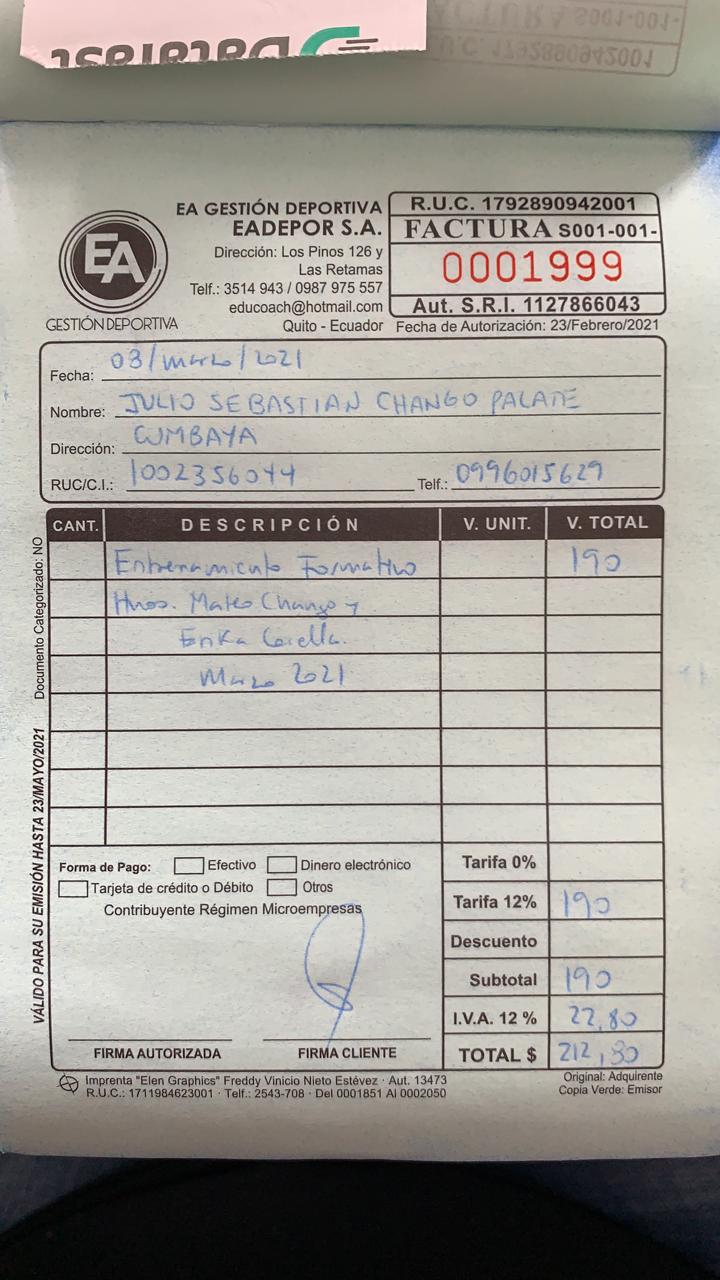 EA
GESTIÓN DEPORTIVA
EA GESTIÓN DEPORTIVA
EADEPOR S.A.
Dirección: Los Pinos 126 y
Las Retamas
Telf.: 3514 943 / 0987 975 557
educoach@hotmail.com
Quito - Ecuador
R.U.C. 1792890942001
FACTURA S001-001-
0001999
Aut. S.R.I. 1127866043
Fecha de Autorización: 23/Febrero/2021
Fecha: 03/marzo/2021
Nombre: JULIO SEBASTIAN CHANGO PALATE
Dirección: CUMBAYA
RUC/C.I.: 1002356044 Telf.: 0996015629
CANT. DESCRIPCIÓN V. UNIT. V. TOTAL
Entrenamiento Formativo 190
Hnos. Mateo Chango y
Erika
Marzo 2021
Documento Categorizado: NO
VÁLIDO PARA SU EMISIÓN HASTA 23/MAYO/2021
Forma de Pago: Efectivo Dinero electrónico
Tarjeta de crédito o Débito Otros
Contribuyente Régimen Microempresas
FIRMA AUTORIZADA FIRMA CLIENTE
Tarifa 0%
Tarifa 12% 190
Descuento
Subtotal 190
I.V.A. 12 % 22,80
TOTAL $ 212,80
Imprenta "Elen Graphics" Freddy Vinicio Nieto Estévez · Aut. 13473
R.U.C.: 1711984623001 · Telf.: 2543-708 · Del 0001851 Al 0002050
Original: Adquirente
Copia Verde: Emisor